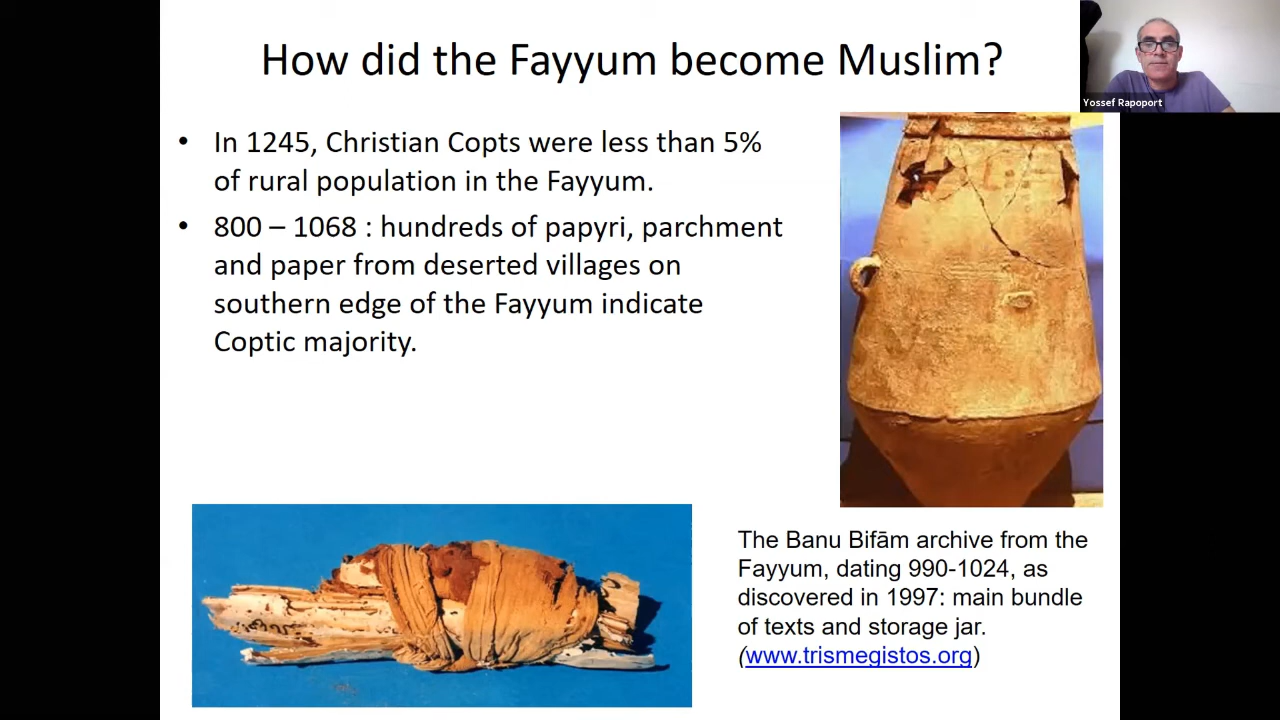 How did the Fayyum become Muslim?
Yossef Rapoport
• In 1245, Christian Copts were less than 5%
of rural population in the Fayyum.
• 800 – 1068 : hundreds of papyri, parchment
and paper from deserted villages on
southern edge of the Fayyum indicate
Coptic majority.
The Banu Bifām archive from the
Fayyum, dating 990-1024, as
discovered in 1997: main bundle
of texts and storage jar.
(www.trismegistos.org)